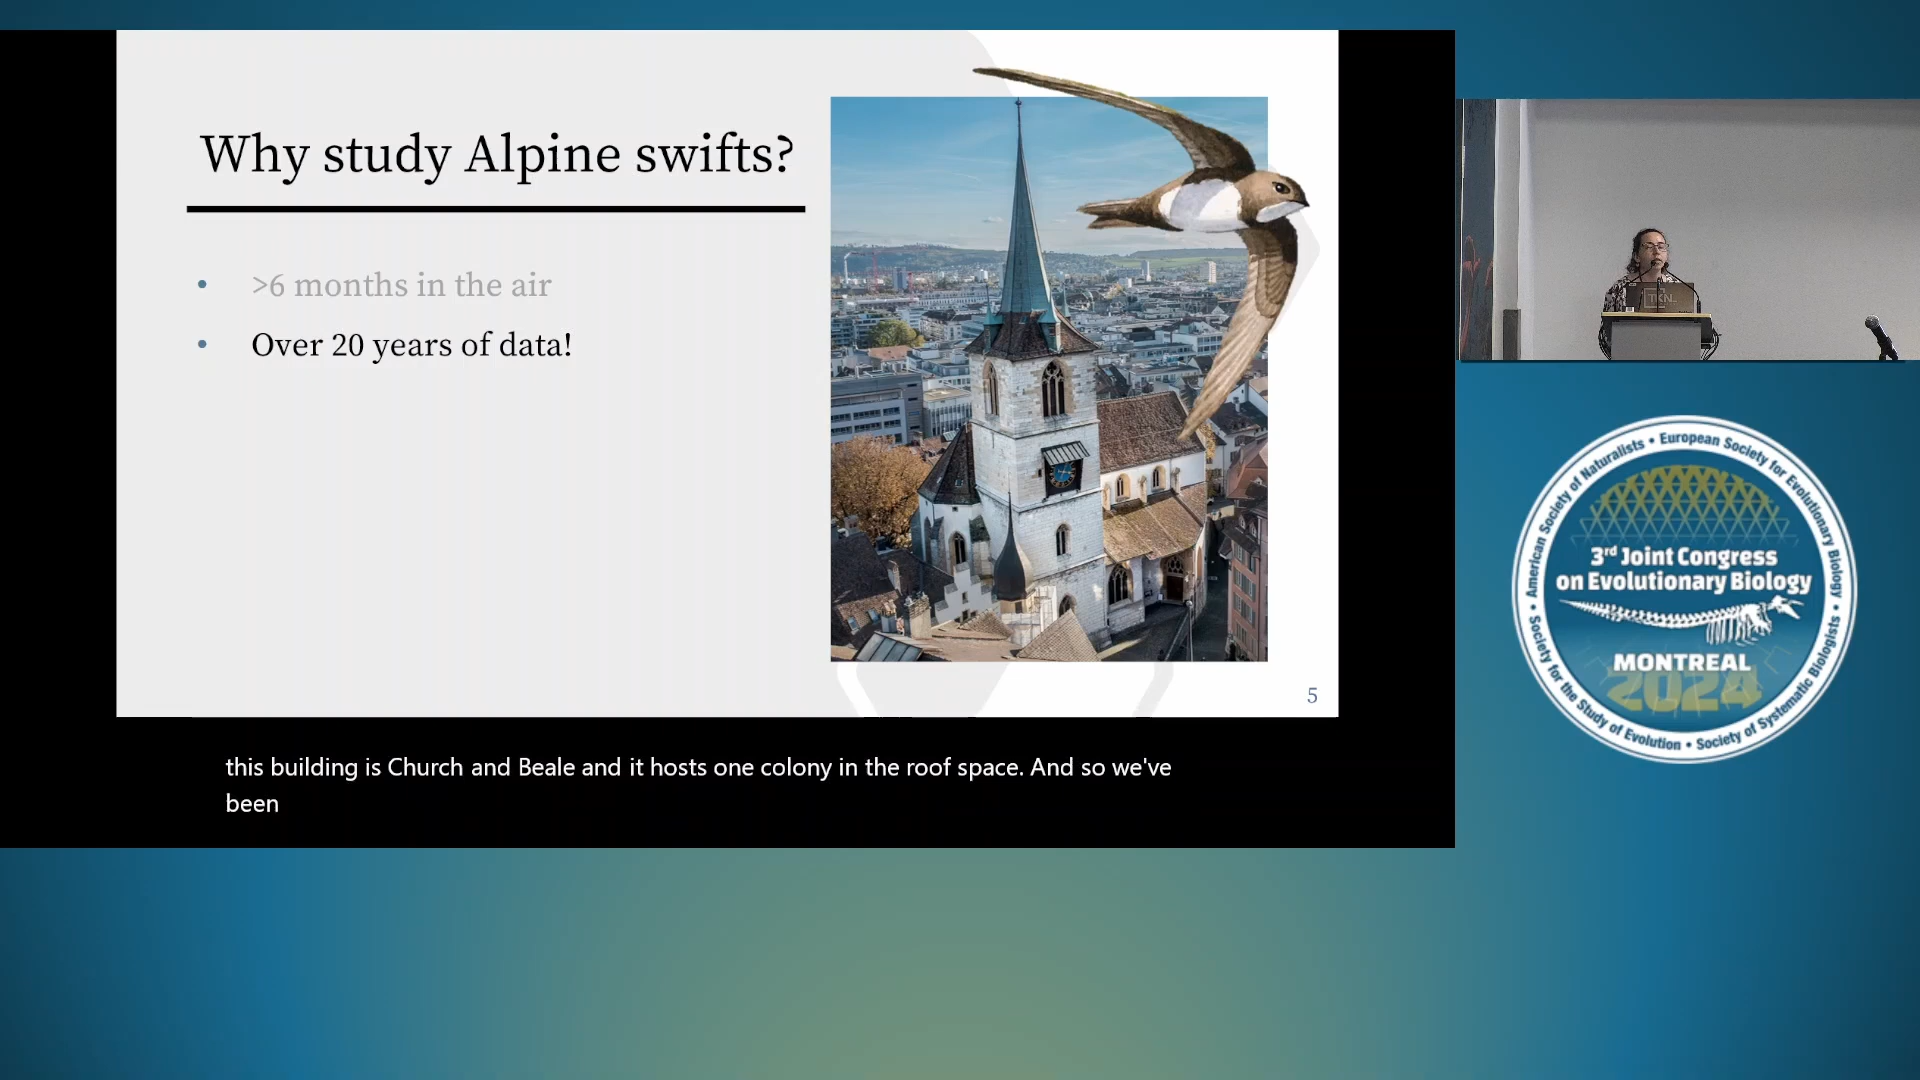 Why study Alpine swifts?
• >6 months in the air
• Over 20 years of data!
5
this building is Church and Beale and it hosts one colony in the roof space. And so we've
been
American Society of Naturalists • European Society for Evolutionary Biology •
Society for the Study of Evolution • Society of Systematic Biologists •
3rd Joint Congress
on Evolutionary Biology
MONTREAL
2024